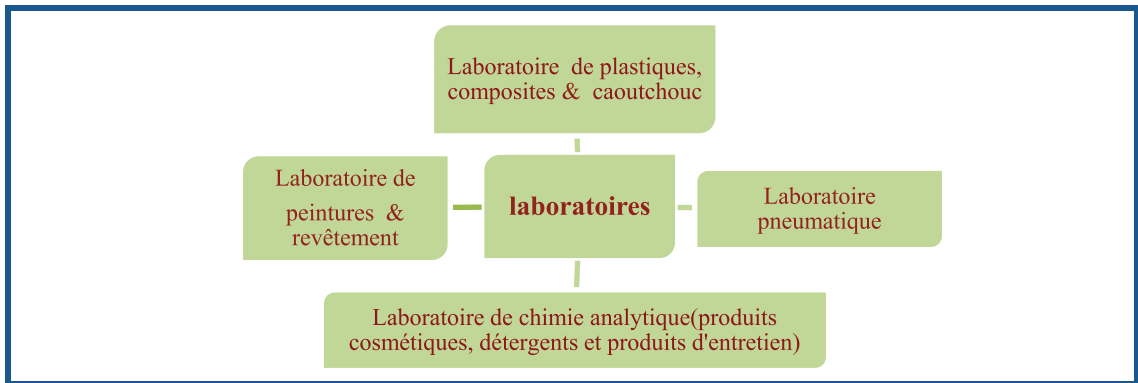 Laboratoire de plastiques,
composites & caoutchouc
Laboratoire de
peintures &
revêtement
laboratoires
Laboratoire
pneumatique
Laboratoire de chimie analytique(produits
cosmétiques, détergents et produits d'entretien)